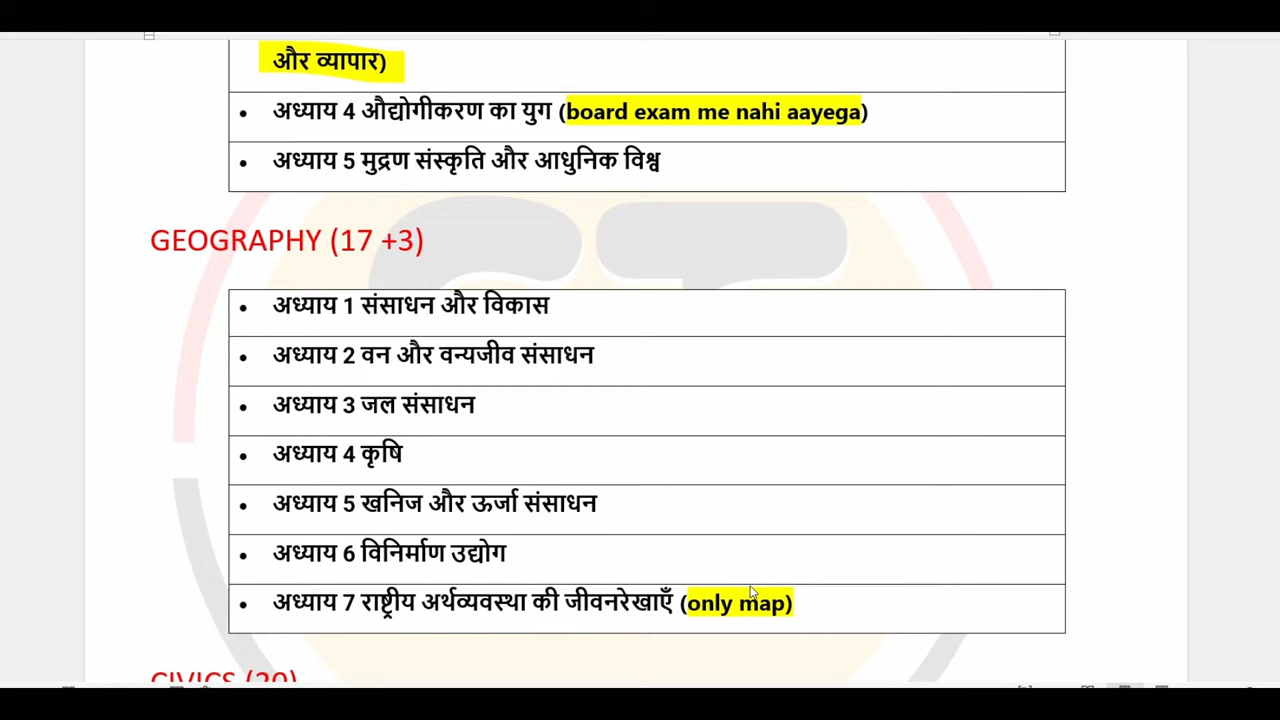 और व्यापार)
• अध्याय 4 औद्योगीकरण का युग (board exam me nahi aayega)
• अध्याय 5 मुद्रण संस्कृति और आधुनिक विश्व
GEOGRAPHY (17 +3)
• अध्याय 1 संसाधन और विकास
• अध्याय 2 वन और वन्यजीव संसाधन
• अध्याय 3 जल संसाधन
• अध्याय 4 कृषि
• अध्याय 5 खनिज और ऊर्जा संसाधन
• अध्याय 6 विनिर्माण उद्योग
• अध्याय 7 राष्ट्रीय अर्थव्यवस्था की जीवनरेखाएँ (only map)
CIVICS (20)